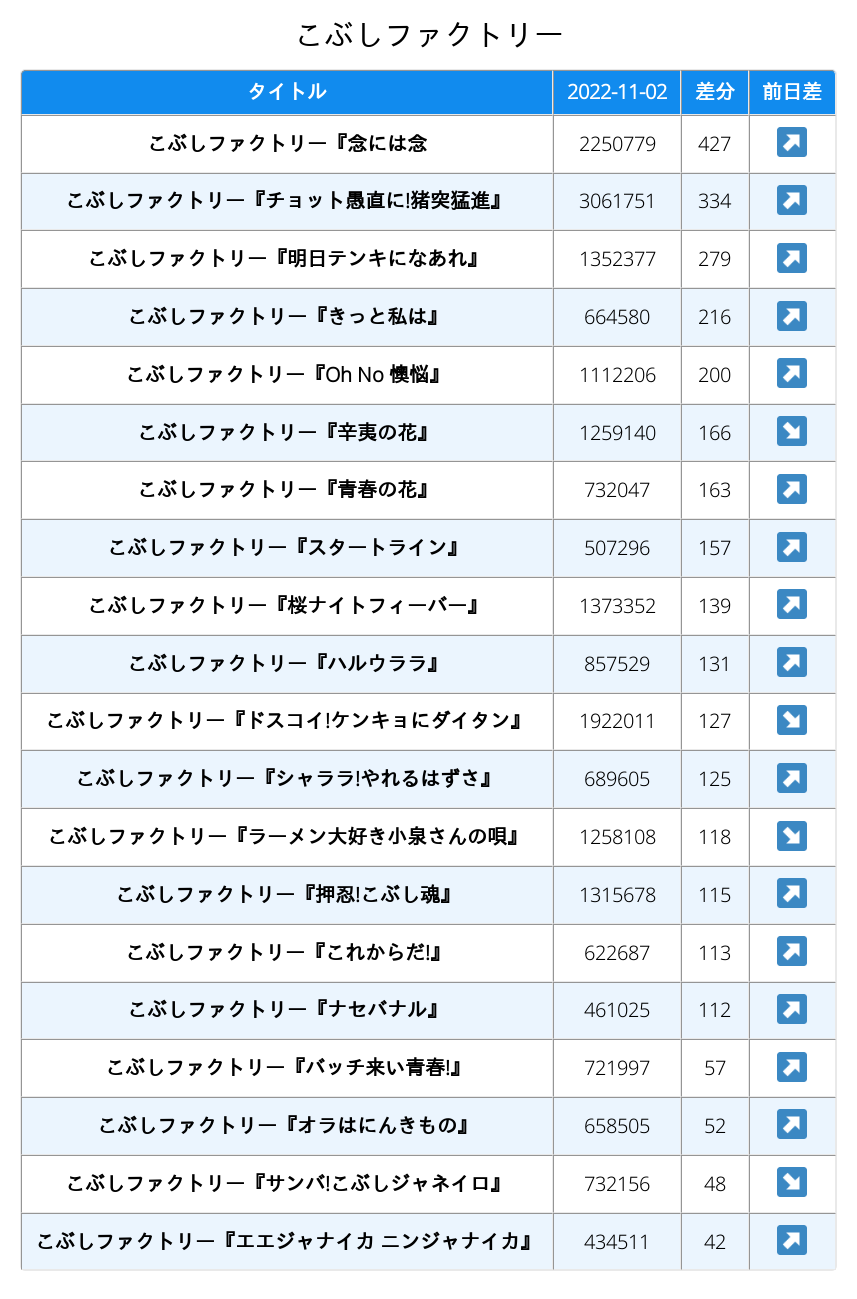 こぶしファクトリー
タイトル 2022-11-02 差分 前日差
こぶしファクトリー『念には念 2250779 427 ↗
こぶしファクトリー『チョット愚直に!猪突猛進』 3061751 334 ↗
こぶしファクトリー『明日テンキになあれ』 1352377 279 ↗
こぶしファクトリー『きっと私は』 664580 216 ↗
こぶしファクトリー『Oh No 懊悩』 1112206 200 ↗
こぶしファクトリー『辛夷の花』 1259140 166 ↘
こぶしファクトリー『青春の花』 732047 163 ↗
こぶしファクトリー『スタートライン』 507296 157 ↗
こぶしファクトリー『桜ナイトフィーバー』 1373352 139 ↗
こぶしファクトリー『ハルウララ』 857529 131 ↗
こぶしファクトリー『ドスコイ!ケンキョにダイタン』 1922011 127 ↘
こぶしファクトリー『シャララ!やれるはずさ』 689605 125 ↗
こぶしファクトリー『ラーメン大好き小泉さんの唄』 1258108 118 ↘
こぶしファクトリー『押忍!こぶし魂』 1315678 115 ↗
こぶしファクトリー『これからだ!』 622687 113 ↗
こぶしファクトリー『ナセバナル』 461025 112 ↗
こぶしファクトリー『バッチ来い青春!』 721997 57 ↗
こぶしファクトリー『オラはにんきもの』 658505 52 ↗
こぶしファクトリー『サンバ!こぶしジャネイロ』 732156 48 ↘
こぶしファクトリー『エエジャナイカ ニンジャナイカ』 434511 42 ↗